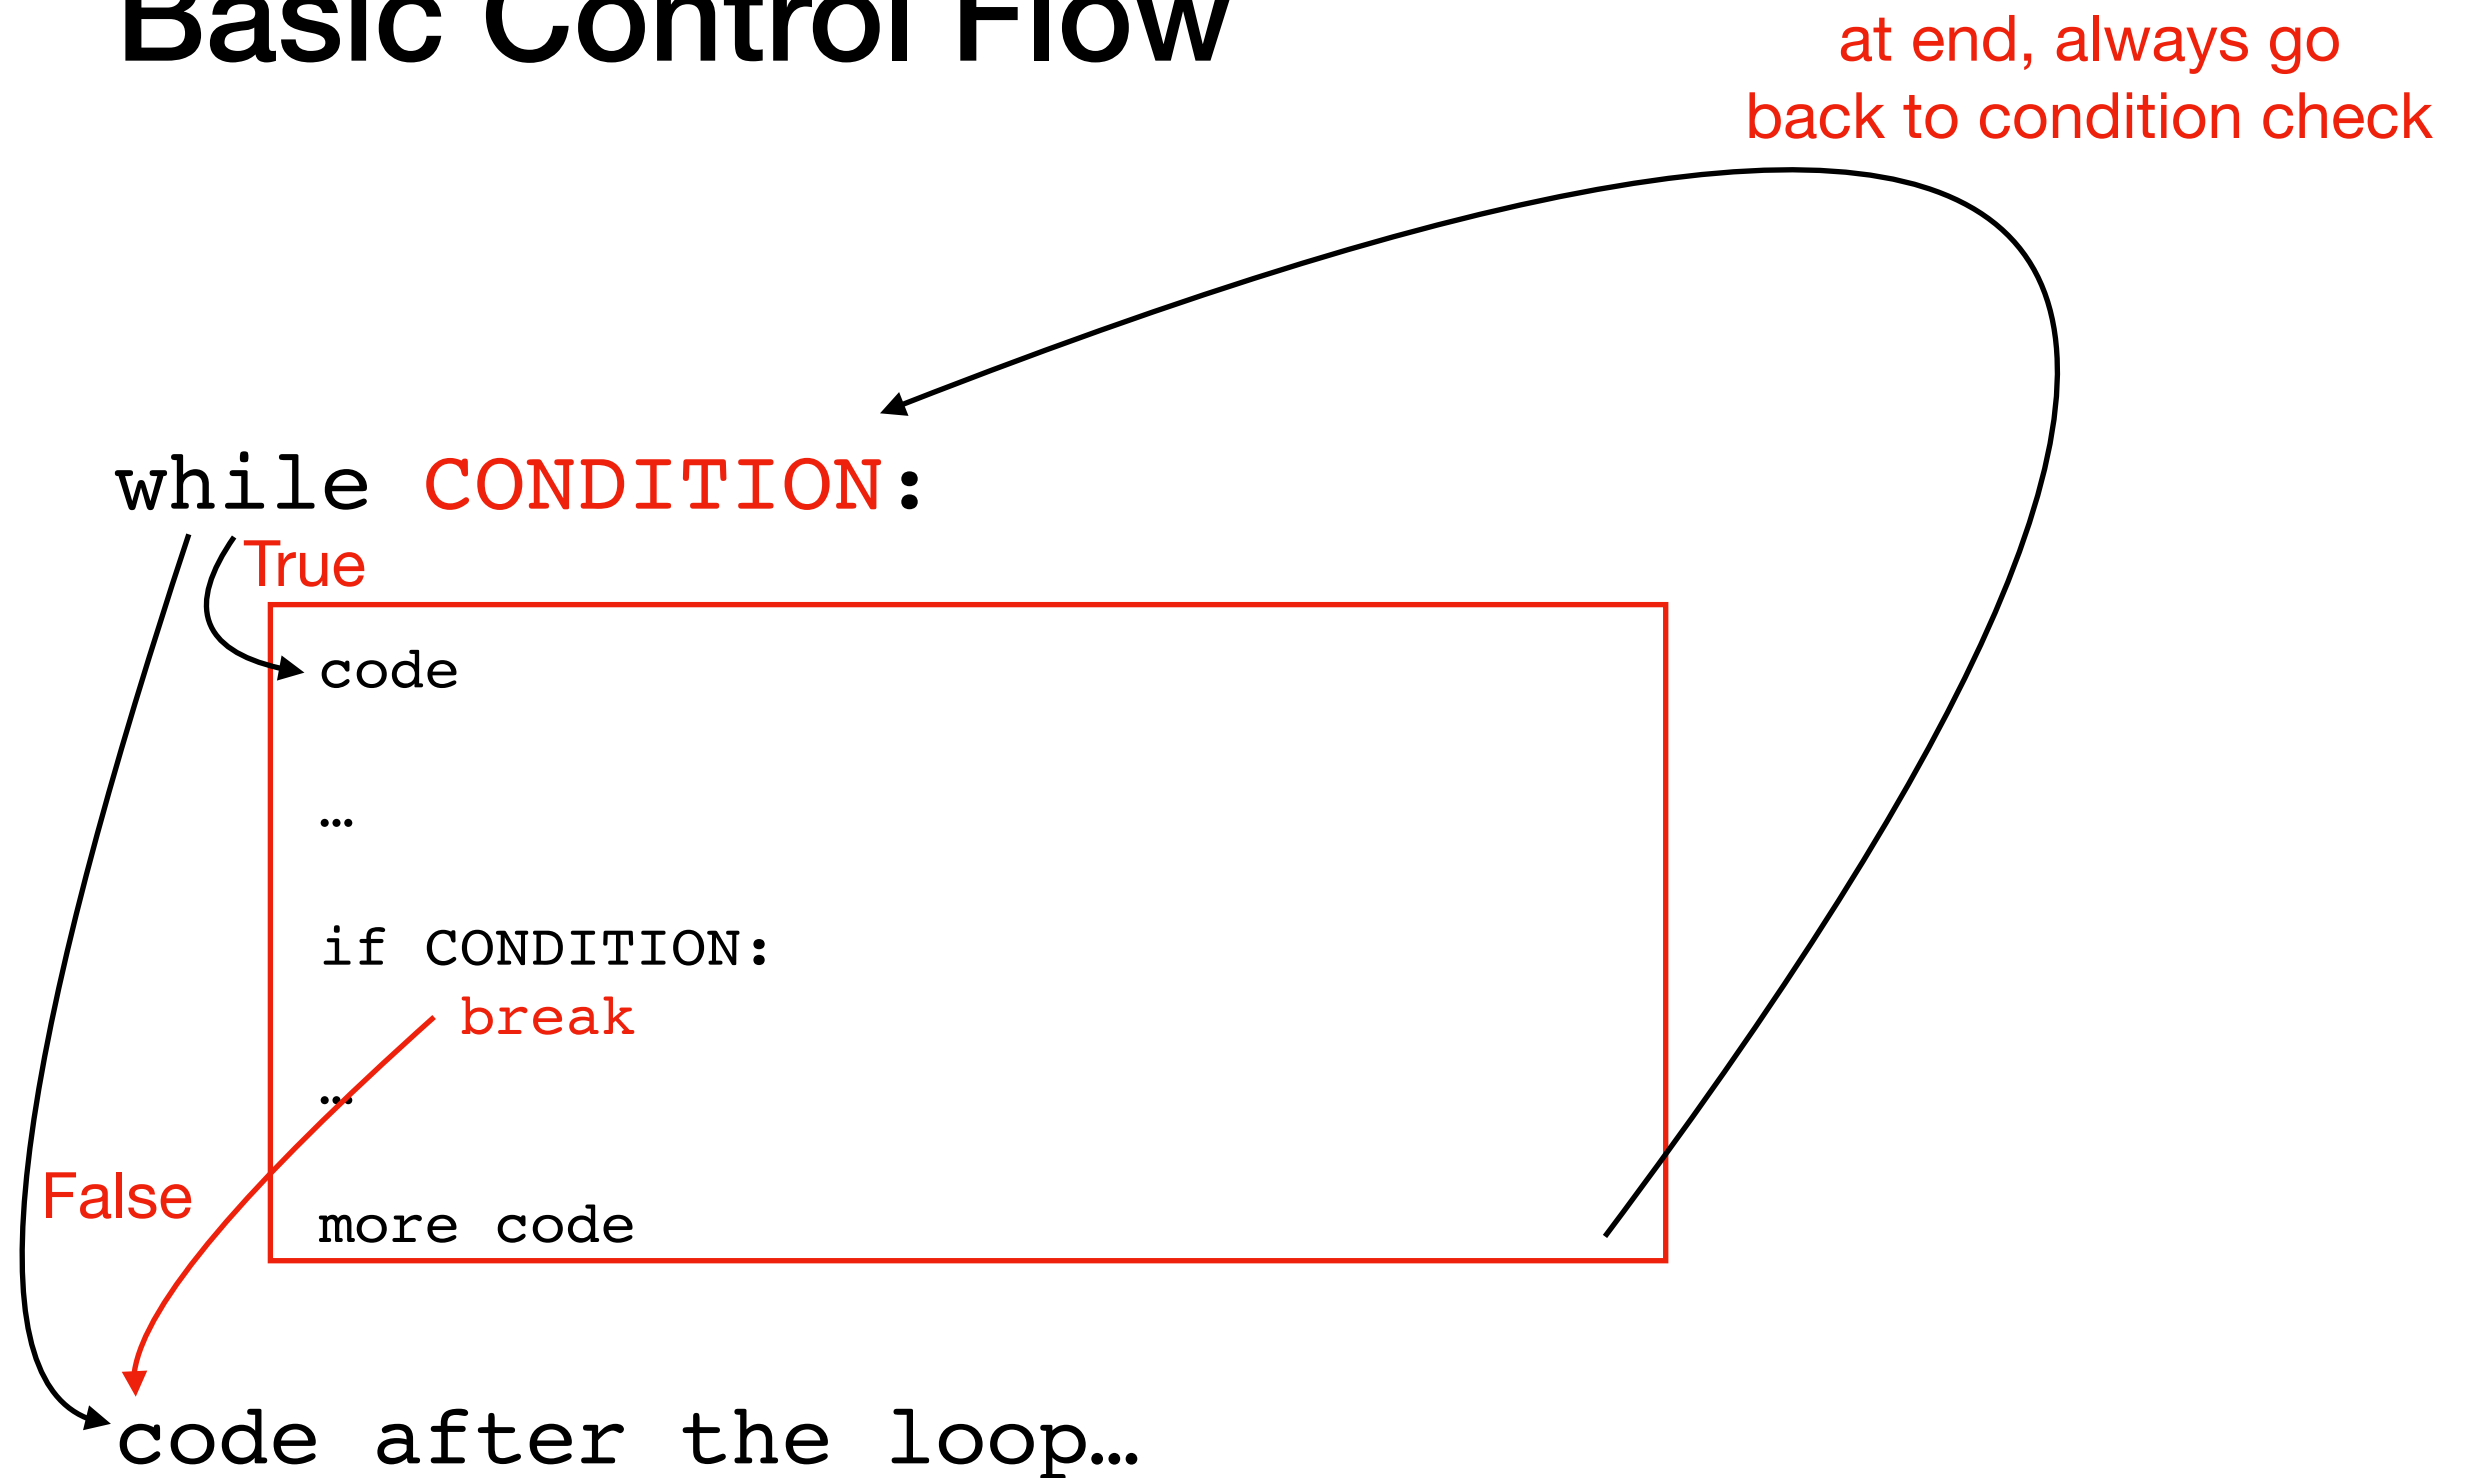 Basic Control Flow
at end, always go
back to condition check
while CONDITION:
True
code
…
if CONDITION:
break
…
False
more code
code after the loop…